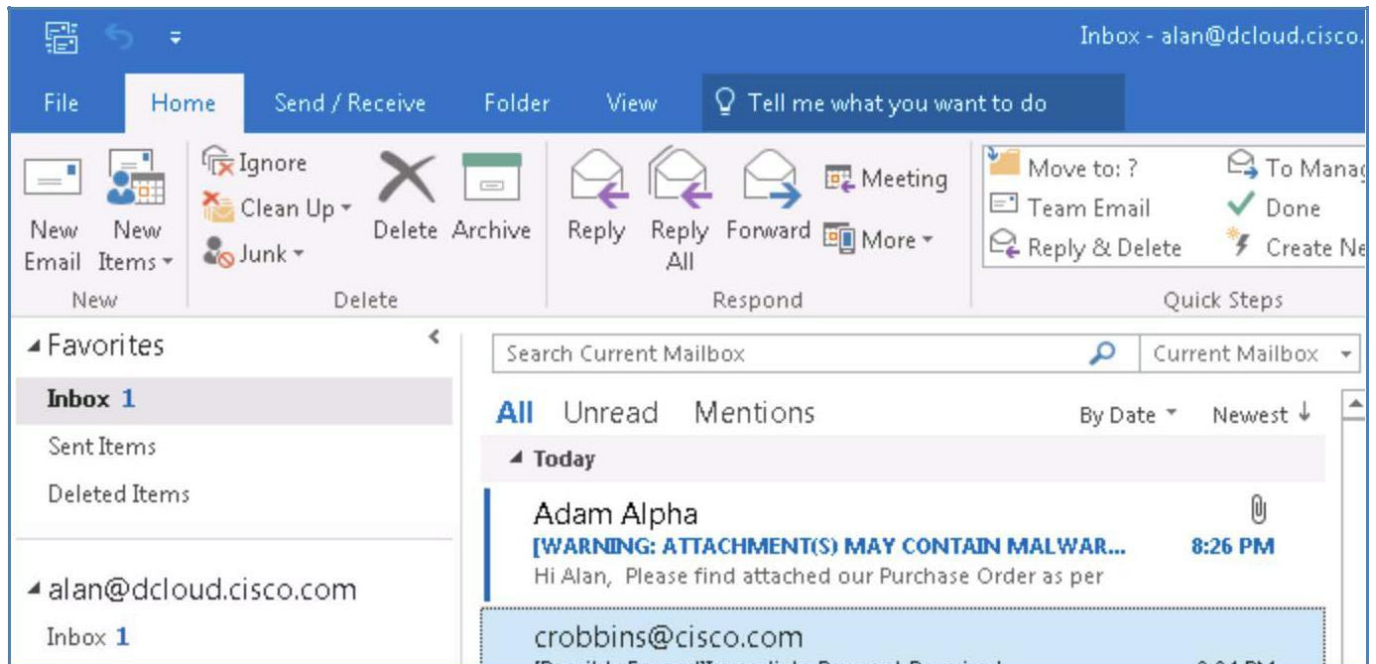 Inbox - alan@dcloud.cisco.
File Home Send / Receive Folder View Tell me what you want to do
New Email
New Items
Ignore
Clean Up
Junk
Delete
Archive
Reply
Reply All
Forward
Meeting
More
Move to: ?
Team Email
Reply & Delete
To Manag
Done
Create Ne
New Delete Respond Quick Steps
Favorites
Inbox 1
Sent Items
Deleted Items
alan@dcloud.cisco.com
Inbox 1
Search Current Mailbox Current Mailbox
All Unread Mentions By Date Newest
Today
Adam Alpha
[WARNING: ATTACHMENT(S) MAY CONTAIN MALWAR... 8:26 PM
Hi Alan, Please find attached our Purchase Order as per
crobbins@cisco.com